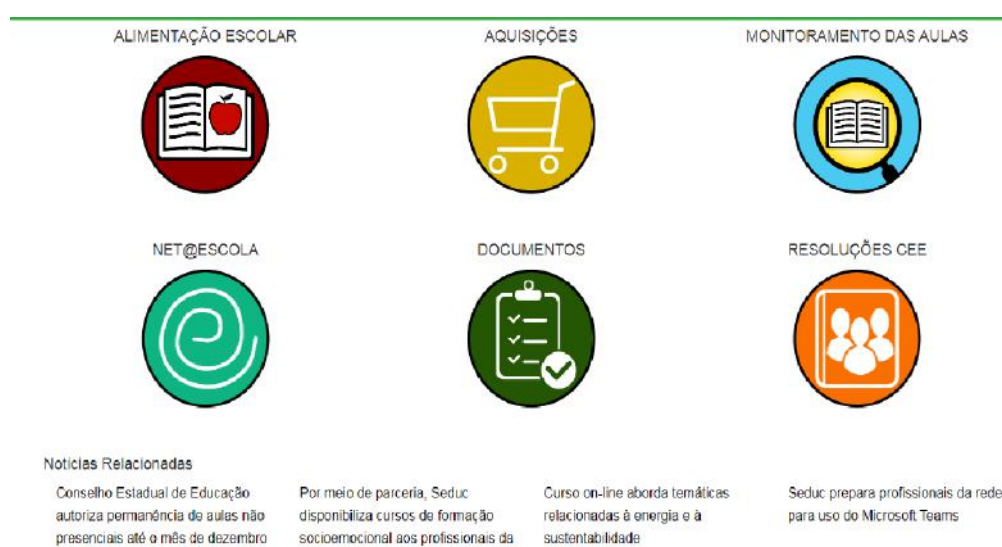 ALIMENTAÇÃO ESCOLAR
AQUISIÇÕES
MONITORAMENTO DAS AULAS
NET@ESCOLA
DOCUMENTOS
RESOLUÇÕES CEE
Notícias Relacionadas
Conselho Estadual de Educação
autoriza permanência de aulas não
presenciais até o mês de dezembro
Por meio de parceria, Seduc
disponibiliza cursos de formação
socioemocional aos profissionais da
Curso on-line aborda temáticas
relacionadas à energia e à
sustentabilidade
Seduc prepara profissionais da rede
para uso do Microsoft Teams